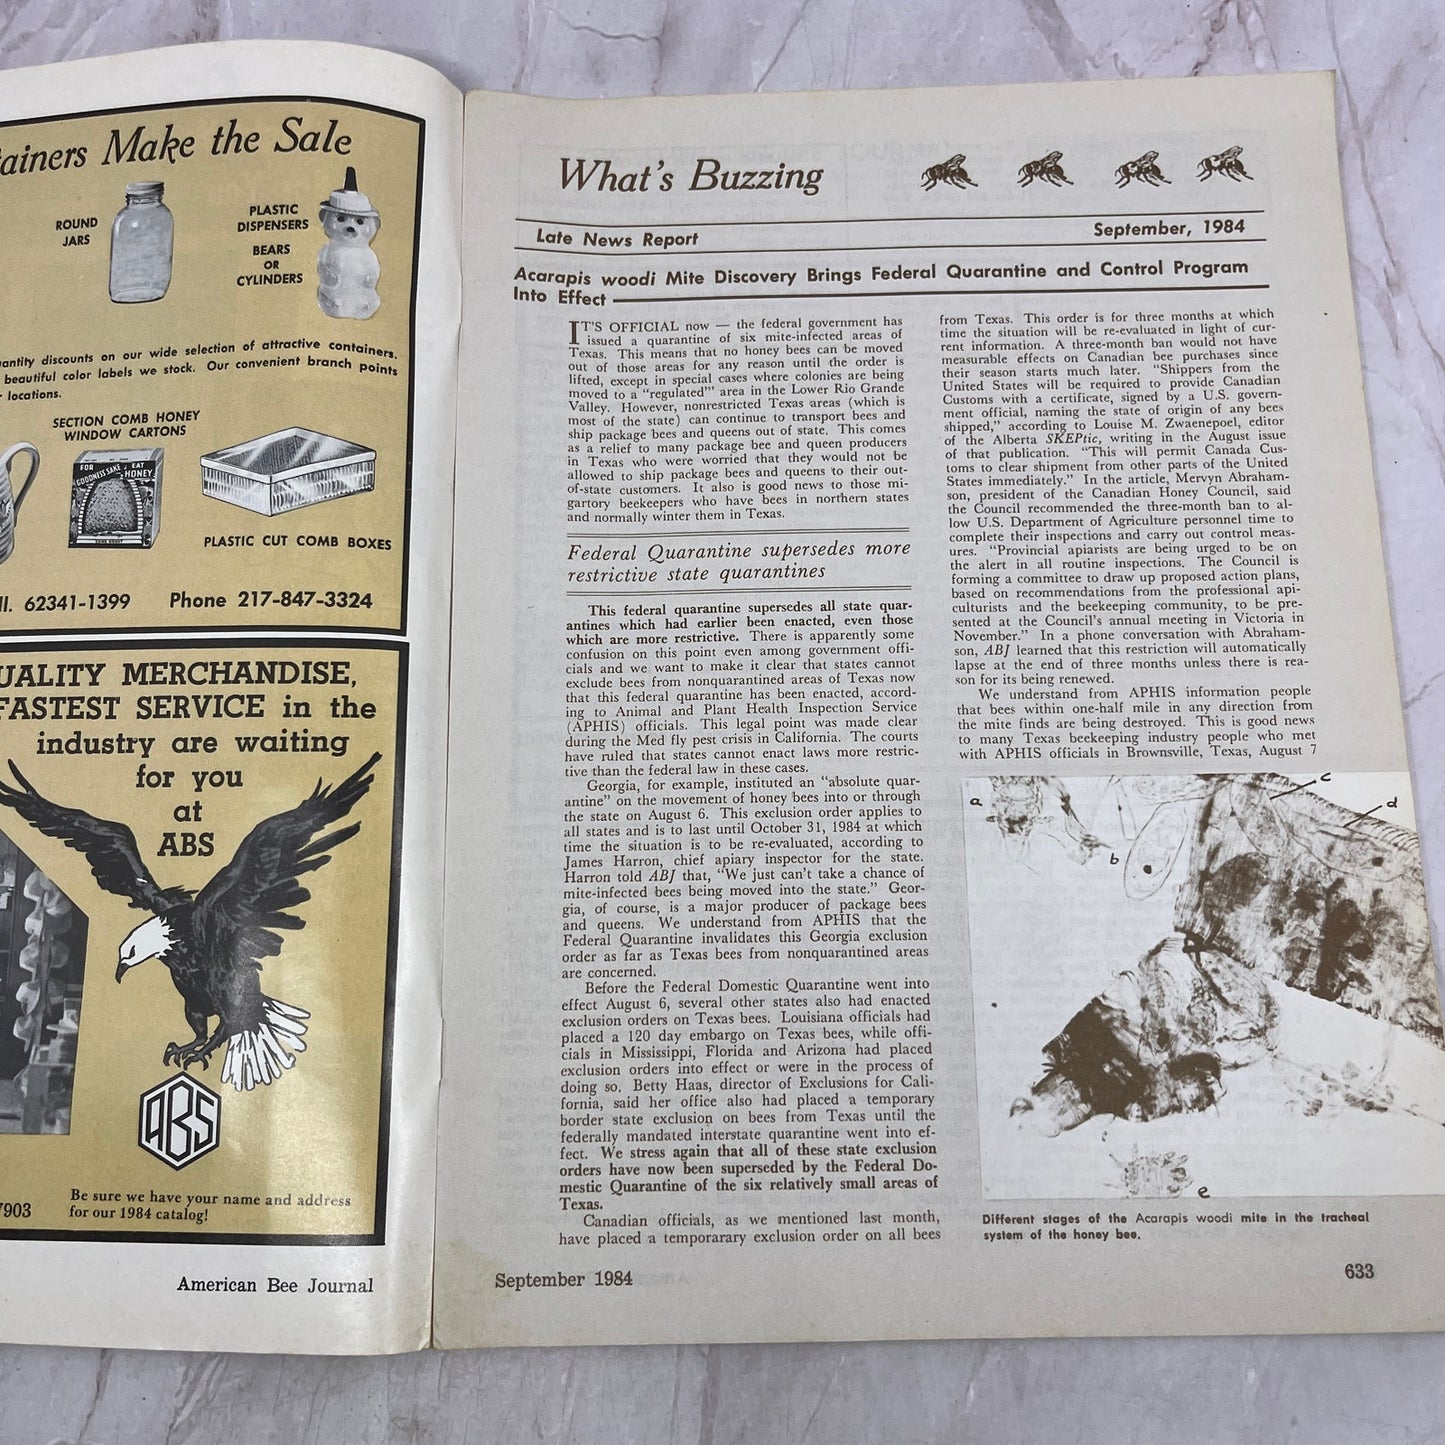 tainers Make the Sale
ROUND
JARS
PLASTIC
DISPENSERS
BEARS
OR
CYLINDERS
discounts on our wide selection of attractive containers.
beautiful color labels we stock. Our convenient branch points
locations.
SECTION COMB HONEY
WINDOW CARTONS
FOR
EAT
GOODNESS SAKE
HONEY
PLASTIC CUT COMB BOXES
62341-1399 Phone 217-847-3324
UALITY MERCHANDISE,
FASTEST SERVICE in the
industry are waiting
for you
at
ABS
ABS
7903
Be sure we have your name and address
for our 1984 catalog!
American Bee Journal
What's Buzzing
Late News Report September, 1984
Acarapis woodi Mite Discovery Brings Federal Quarantine and Control Program
Into Effect
IT'S OFFICIAL now — the federal government has
issued a quarantine of six mite-infected areas of
Texas. This means that no honey bees can be moved
out of those areas for any reason until the order is
lifted, except in special cases where colonies are being
moved to a "regulated"' area in the Lower Rio Grande
Valley. However, nonrestricted Texas areas (which is
most of the state) can continue to transport bees and
ship package bees and queens out of state. This comes
as a relief to many package bee and queen producers
in Texas who were worried that they would not be
allowed to ship package bees and queens to their out-
of-state customers. It also is good news to those mi-
gartory beekeepers who have bees in northern states
and normally winter them in Texas.
Federal Quarantine supersedes more
restrictive state quarantines
This federal quarantine supersedes all state quar-
antines which had earlier been enacted, even those
which are more restrictive. There is apparently some
confusion on this point even among government offi-
cials and we want to make it clear that states cannot
exclude bees from nonquarantined areas of Texas now
that this federal quarantine has been enacted, accord-
ing to Animal and Plant Health Inspection Service
(APHIS) officials. This legal point was made clear
during the Med fly pest crisis in California. The courts
have ruled that states cannot enact laws more restric-
tive than the federal law in these cases.
Georgia, for example, instituted an "absolute quar-
antine" on the movement of honey bees into or through
the state on August 6. This exclusion order applies to
all states and is to last until October 31, 1984 at which
time the situation is to be re-evaluated, according to
James Harron, chief apiary inspector for the state.
Harron told ABJ that, "We just can't take a chance of
mite-infected bees being moved into the state." Geor-
gia, of course, is a major producer of package bees
and queens. We understand from APHIS that the
Federal Quarantine invalidates this Georgia exclusion
order as far as Texas bees from nonquarantined areas
are concerned.
Before the Federal Domestic Quarantine went into
effect August 6, several other states also had enacted
exclusion orders on Texas bees. Louisiana officials had
placed a 120 day embargo on Texas bees, while offi-
cials in Mississippi, Florida and Arizona had placed
exclusion orders into effect or were in the process of
doing so. Betty Haas, director of Exclusions for Cali-
fornia, said her office also had placed a temporary
border state exclusion on bees from Texas until the
federally mandated interstate quarantine went into ef-
fect. We stress again that all of these state exclusion
orders have now been superseded by the Federal Do-
mestic Quarantine of the six relatively small areas of
Texas.
Canadian officials, as we mentioned last month,
have placed a temporarary exclusion order on all bees
from Texas. This order is for three months at which
time the situation will be re-evaluated in light of cur-
rent information. A three-month ban would not have
measurable effects on Canadian bee purchases since
their season starts much later. "Shippers from the
United States will be required to provide Canadian
Customs with a certificate, signed by a U.S. govern-
ment official, naming the state of origin of any bees
shipped," according to Louise M. Zwaenepoel, editor
of the Alberta SKEPtic, writing in the August issue
of that publication. "This will permit Canada Cus-
toms to clear shipment from other parts of the United
States immediately." In the article, Mervyn Abraham-
son, president of the Canadian Honey Council, said
the Council recommended the three-month ban to al-
low U.S. Department of Agriculture personnel time to
complete their inspections and carry out control meas-
ures. "Provincial apiarists are being urged to be on
the alert in all routine inspections. The Council is
forming a committee to draw up proposed action plans,
based on recommendations from the professional api-
culturists and the beekeeping community, to be pre-
sented at the Council's annual meeting in Victoria in
November." In a phone conversation with Abraham-
son, ABJ learned that this restriction will automatically
lapse at the end of three months unless there is rea-
son for its being renewed.
We understand from APHIS information people
that bees within one-half mile in any direction from
the mite finds are being destroyed. This is good news
to many Texas beekeeping industry people who met
with APHIS officials in Brownsville, Texas, August 7
a
b
c
d
e
Different stages of the Acarapis woodi mite in the tracheal
system of the honey bee.
September 1984 633